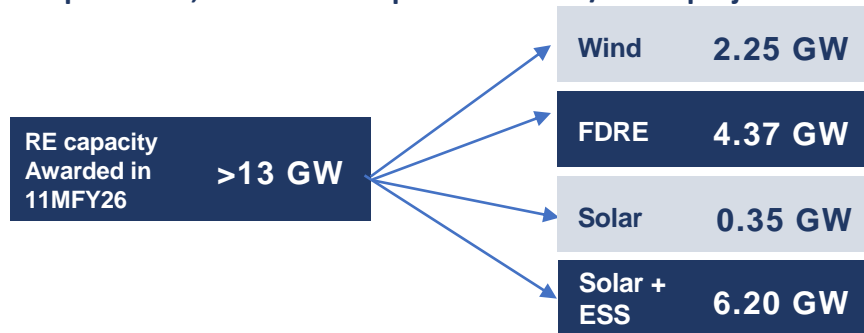 Wind 2.25 GW
FDRE 4.37 GW
RE capacity
Awarded in >13 GW
11MFY26
Solar 0.35 GW
Solar +
ESS 6.20 GW